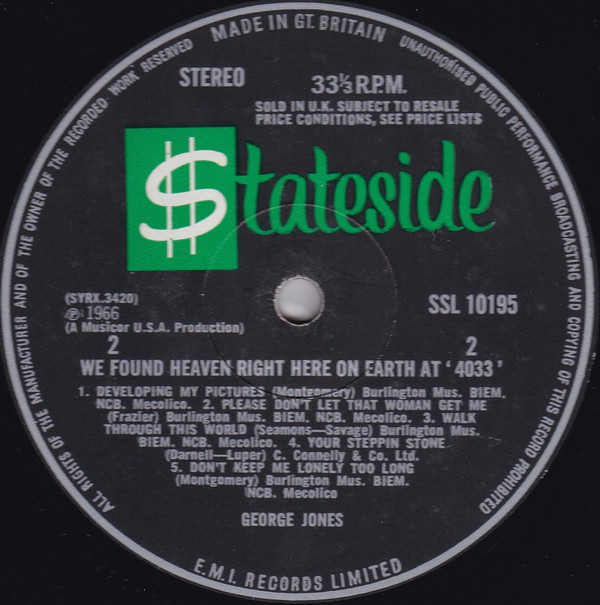 MADE IN GT. BRITAIN
UNAUTHORISED PUBLIC PERFORMANCE BROADCASTING AND COPYING OF THIS RECORD PROHIBITED
ALL RIGHTS OF THE MANUFACTURER AND OF THE OWNER OF THE RECORDED WORK RESERVED
STEREO
33⅓ R.P.M.
SOLD IN U.K. SUBJECT TO RESALE
PRICE CONDITIONS, SEE PRICE LISTS
$tateside
(SYRX.3420)
℗ 1966
(A Musicor U.S.A. Production)
SSL 10195
2
2
WE FOUND HEAVEN RIGHT HERE ON EARTH AT ‘4033’
1. DEVELOPING MY PICTURES (Montgomery) Burlington Mus. BIEM.
NCB. Mecolico. 2. PLEASE DON'T LET THAT WOMAN GET ME
(Frazier) Burlington Mus. BIEM. NCB. Mecolico. 3. WALK
THROUGH THIS WORLD (Seamons—Savage) Burlington Mus.
BIEM. NCB. Mecolico. 4. YOUR STEPPIN STONE
(Darnell—Luper) C. Connelly & Co. Ltd.
5. DON'T KEEP ME LONELY TOO LONG
(Montgomery) Burlington Mus. BIEM.
NCB. Mecolico
GEORGE JONES
E.M.I. RECORDS LIMITED